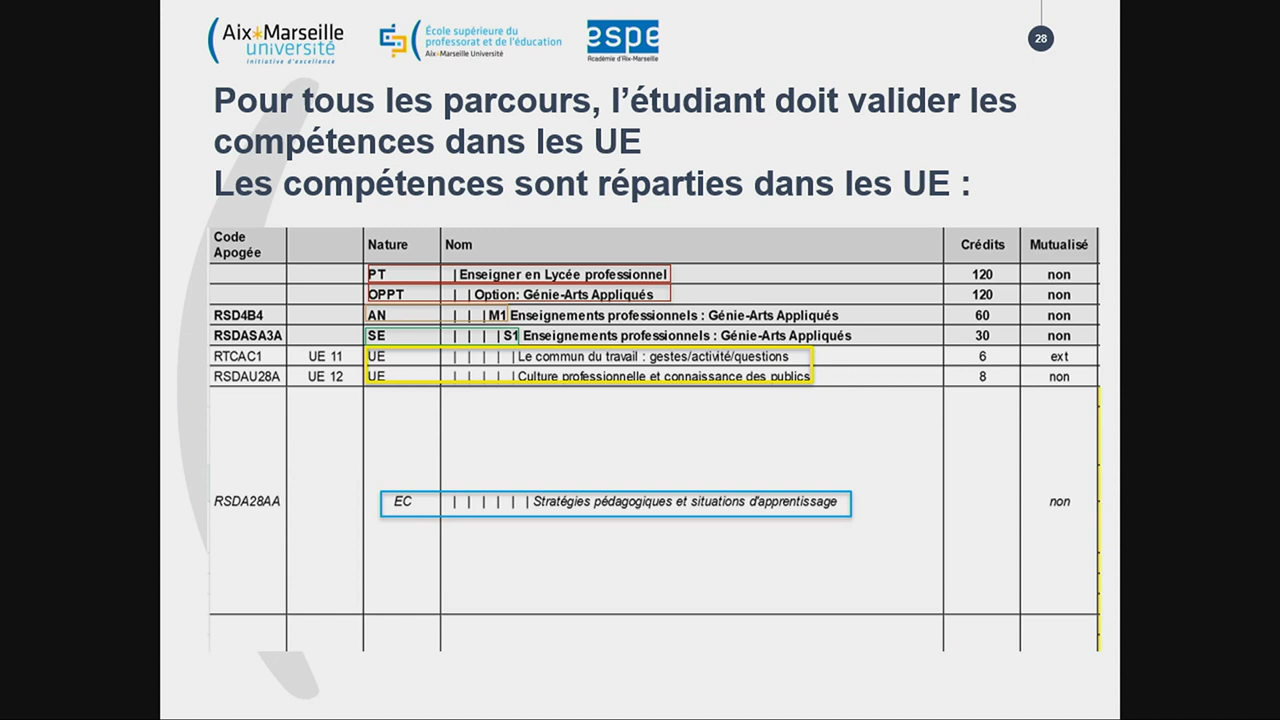 Aix*Marseille
université
Initiative d'excellence
École supérieure du
professorat et de l'éducation
Aix*Marseille Université
espe
Académie d'Aix-Marseille
28
Pour tous les parcours, l'étudiant doit valider les
compétences dans les UE
Les compétences sont réparties dans les UE :
Code Apogée Nature Nom Crédits Mutualisé
PT | Enseigner en Lycée professionnel 120 non
OPPT | | Option: Génie-Arts Appliqués 120 non
RSD4B4 AN | | | M1 Enseignements professionnels : Génie-Arts Appliqués 60 non
RSDASA3A SE | | | | S1 Enseignements professionnels : Génie-Arts Appliqués 30 non
RTCAC1 UE 11 UE | | | | | Le commun du travail : gestes/activité/questions 6 ext
RSDAU28A UE 12 UE | | | | | Culture professionnelle et connaissance des publics 8 non
RSDA28AA EC | | | | | | Stratégies pédagogiques et situations d'apprentissage non